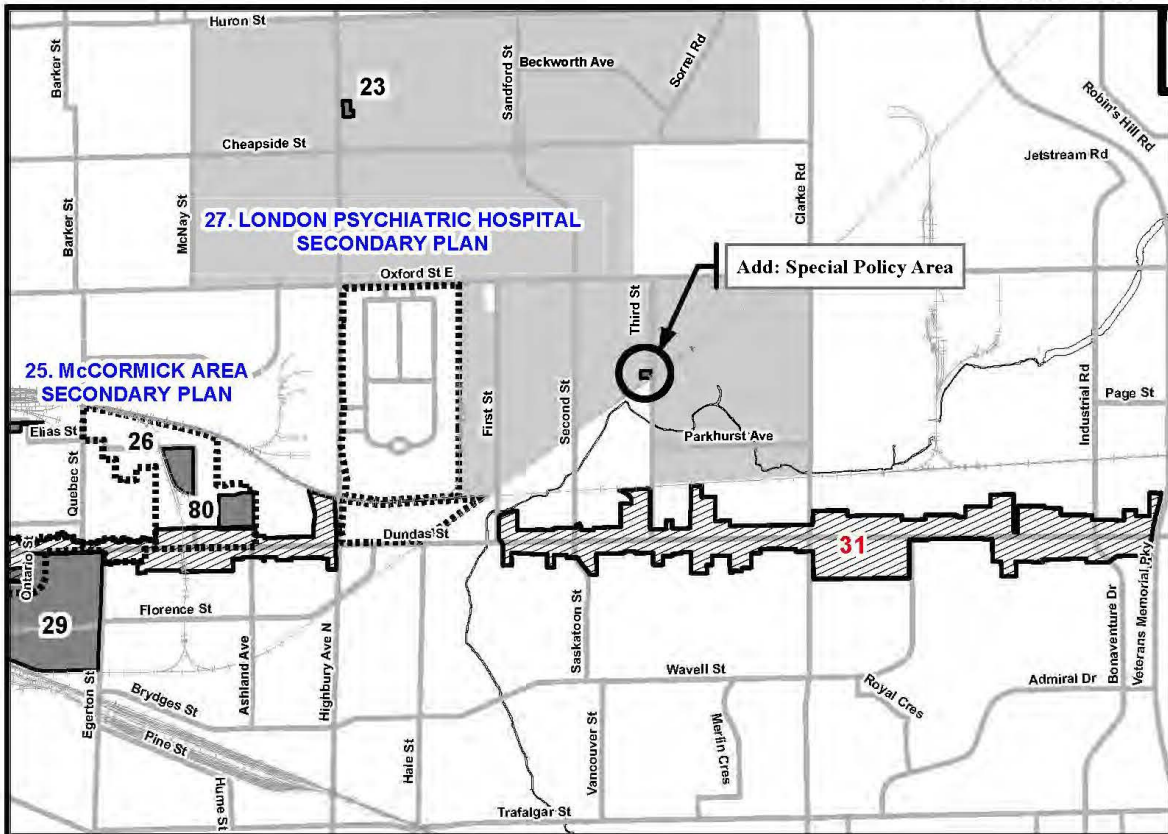 Huron St
Barker St
23
Sandford St
Beckworth Ave
Sorrel Rd
Robin's Hill Rd
Cheapside St
Jetstream Rd
Barker St
McNay St
Clarke Rd
27. LONDON PSYCHIATRIC HOSPITAL
SECONDARY PLAN
Oxford St E
Add: Special Policy Area
Third St
25. McCORMICK AREA
SECONDARY PLAN
First St
Second St
Industrial Rd
Page St
Elias St
26
Quebec St
Parkhurst Ave
80
Dundas St
Ontario St
31
29
Florence St
Egerton St
Ashland Ave
Highbury Ave N
Saskatoon St
Bonaventure Dr
Veterans Memorial Pky
Wavell St
Royal Cres
Admiral Dr
Brydges St
Pine St
Hale St
Vancouver St
Merlin Cres
Hume St
Trafalgar St